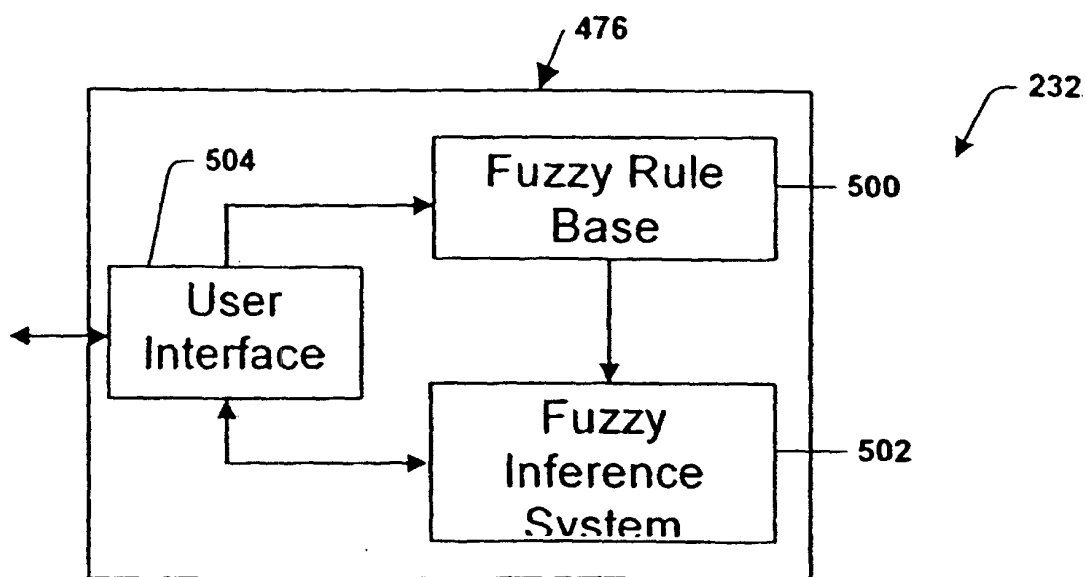 476
232
504
Fuzzy Rule
Base
500
User
Interface
Fuzzy
Inference
System
502